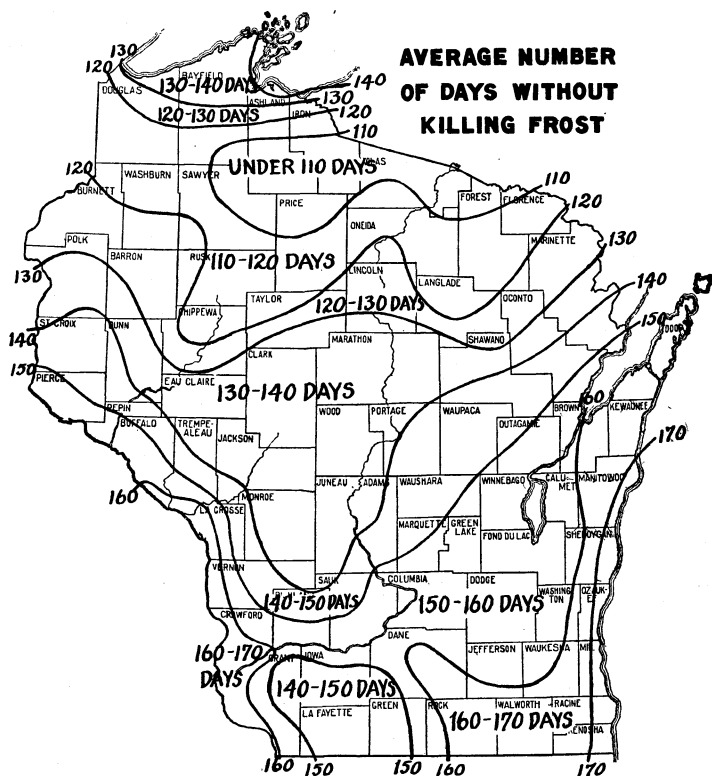 AVERAGE NUMBER
OF DAYS WITHOUT
KILLING FROST
130
120
BAYFIELD
130-140 DAYS
140
DOUGLAS
ASHLAND
130
120-130 DAYS
IRON
120
110
UNDER 110 DAYS
120
WASHBURN
SAWYER
BURNETT
110
PRICE
FOREST
FLORENCE
120
ONEIDA
POLK
MARINETTE
130
BARRON
RUSK
110-120 DAYS
130
LINCOLN
LANGLADE
140
TAYLOR
120-130 DAYS
OCONTO
CHIPPEWA
150
ST. CROIX
DUNN
DOOR
140
MARATHON
SHAWANO
CLARK
150
PIERCE
EAU CLAIRE
130-140 DAYS
PEPIN
WOOD
PORTAGE
WAUPACA
BROWN
160
KEWAUNEE
BUFFALO
TREMPE-
ALEAU
JACKSON
OUTAGAMIE
170
160
JUNEAU
ADAMS
WAUSHARA
WINNEBAGO
CALU-
MET
MANITOWOC
MONROE
LA CROSSE
MARQUETTE
GREEN
LAKE
FOND DU LAC
SHEBOYGAN
VERNON
SAUK
COLUMBIA
DODGE
140-150 DAYS
150-160 DAYS
WASHING
TON
OZAUK-
EE
CRAWFORD
DANE
160-170
DAYS
GRANT
IOWA
JEFFERSON
WAUKESHA
MIL.
140-150 DAYS
LA FAYETTE
GREEN
ROCK
WALWORTH
RACINE
160-170 DAYS
KENOSHA
160
150
150
160
170